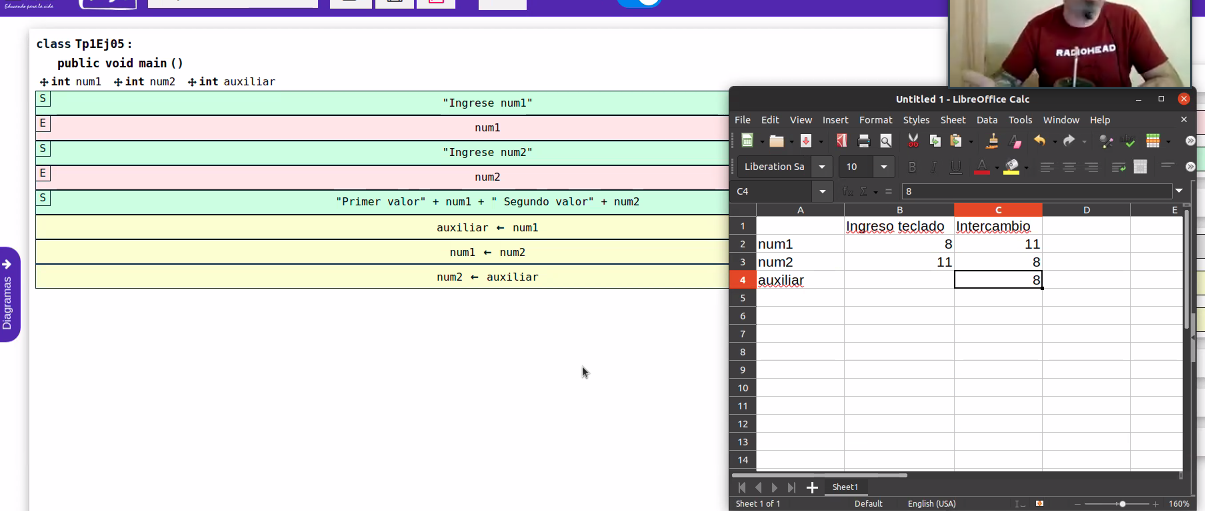 Educando para la vida
class Tp1Ej05:
public void main ()
int num1 int num2 int auxiliar
S "Ingrese num1"
E num1
S "Ingrese num2"
E num2
S "Primer valor" + num1 + " Segundo valor" + num2
auxiliar ← num1
num1 ← num2
num2 ← auxiliar
Diagramas
RADIOHEAD
Untitled 1 - LibreOffice Calc
File Edit View Insert Format Styles Sheet Data Tools Window Help
Liberation Sa 10
C4 8
A B C D E
1 Ingreso teclado Intercambio
2 num1 8 11
3 num2 11 8
4 auxiliar 8
5
6
7
8
9
10
11
12
13
14
Sheet1
Sheet 1 of 1 Default English (USA) 160%